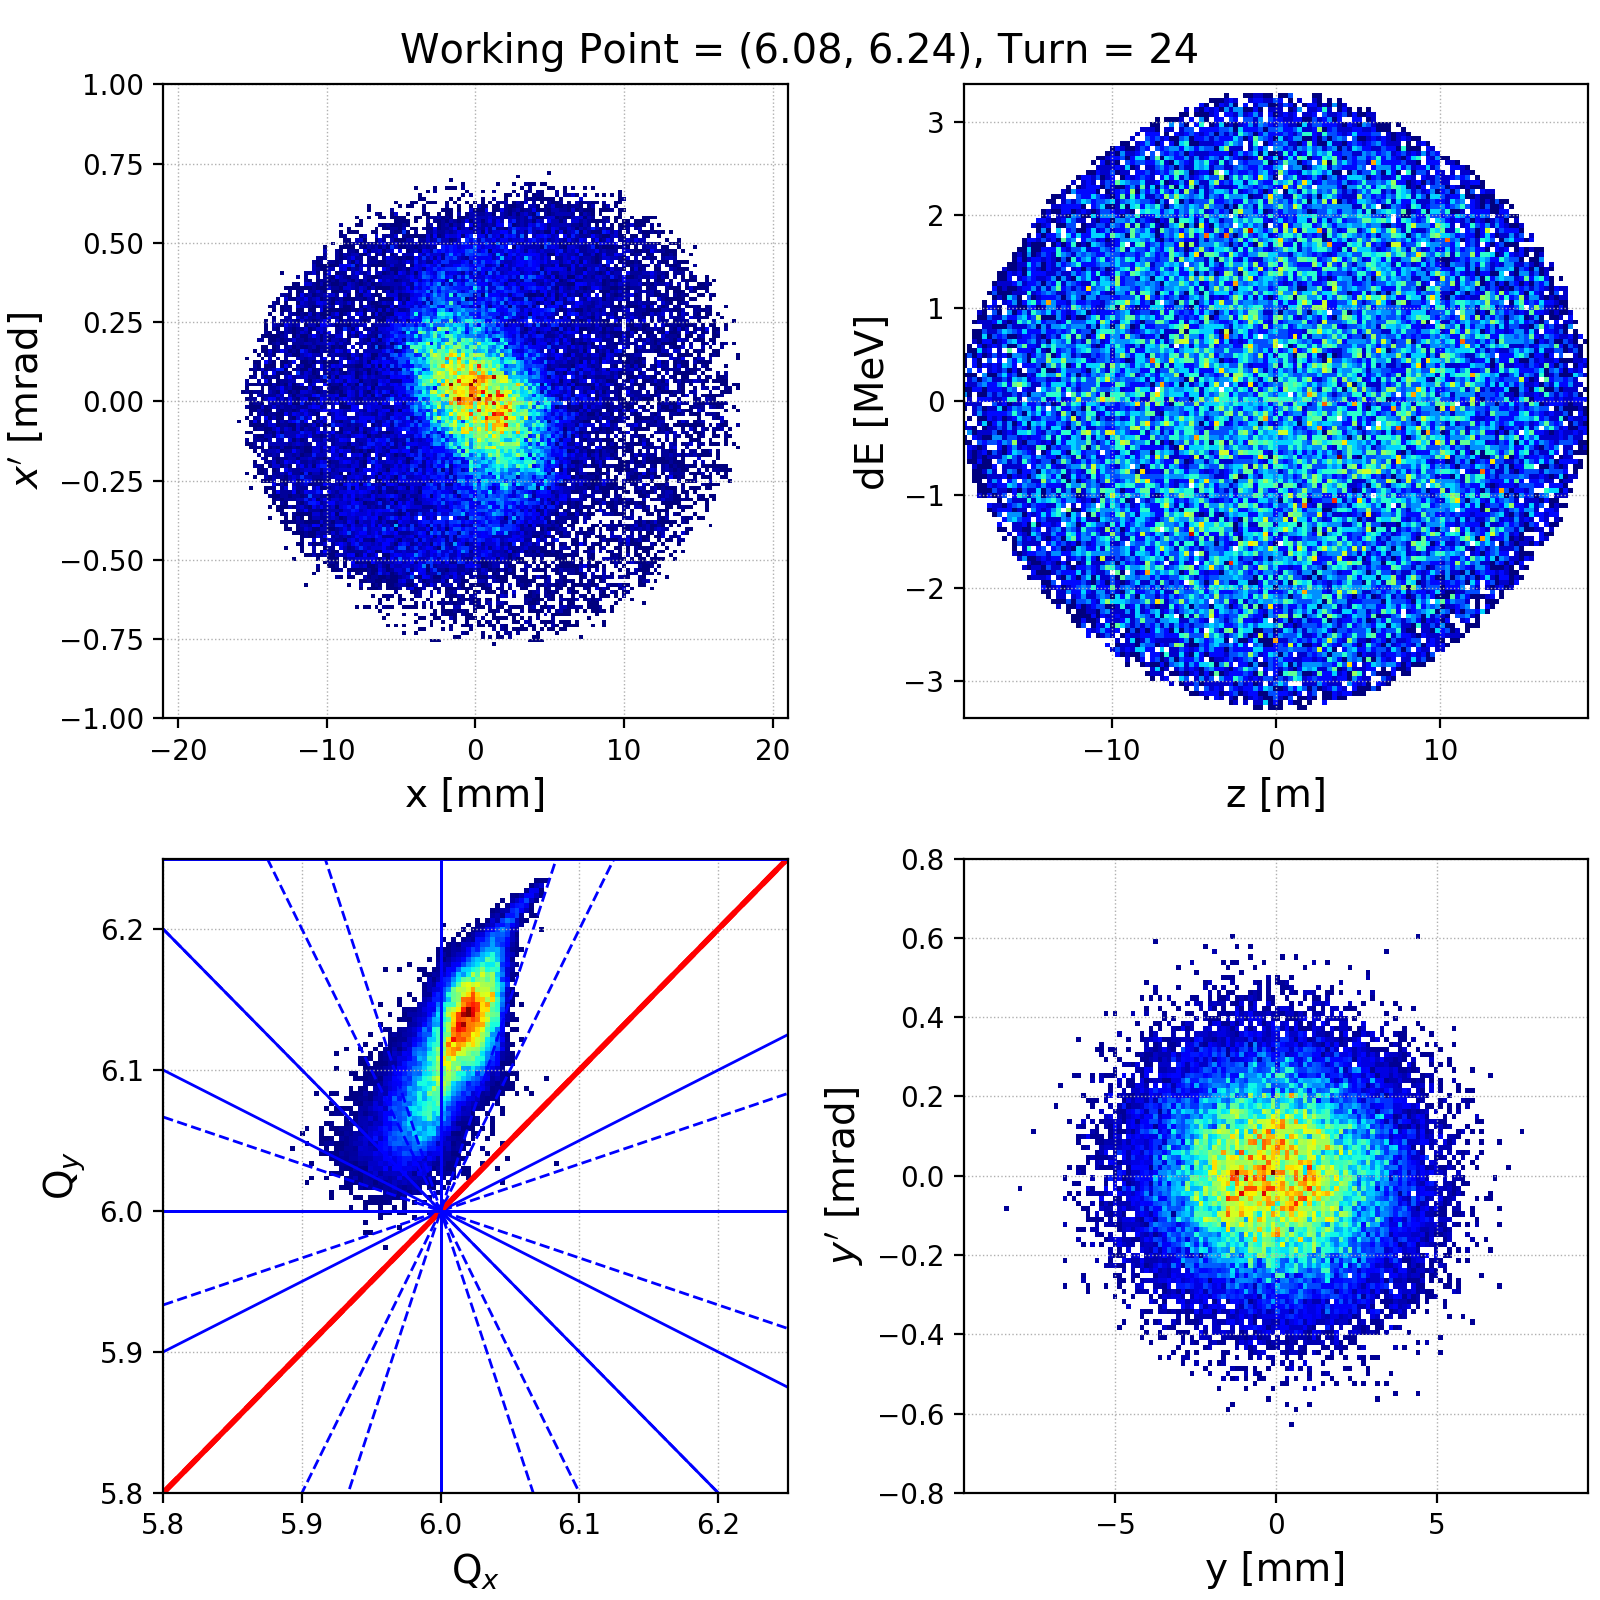 Working Point = (6.08, 6.24), Turn = 24
1.00
0.75
0.50
0.25
0.00
−0.25
−0.50
−0.75
−1.00
x′ [mrad]
−20 −10 0 10 20
x [mm]
3
2
1
0
−1
−2
−3
dE [MeV]
−10 0 10
z [m]
6.2
6.1
6.0
5.9
5.8
Qy
5.8 5.9 6.0 6.1 6.2
Qx
0.8
0.6
0.4
0.2
0.0
−0.2
−0.4
−0.6
−0.8
y′ [mrad]
−5 0 5
y [mm]